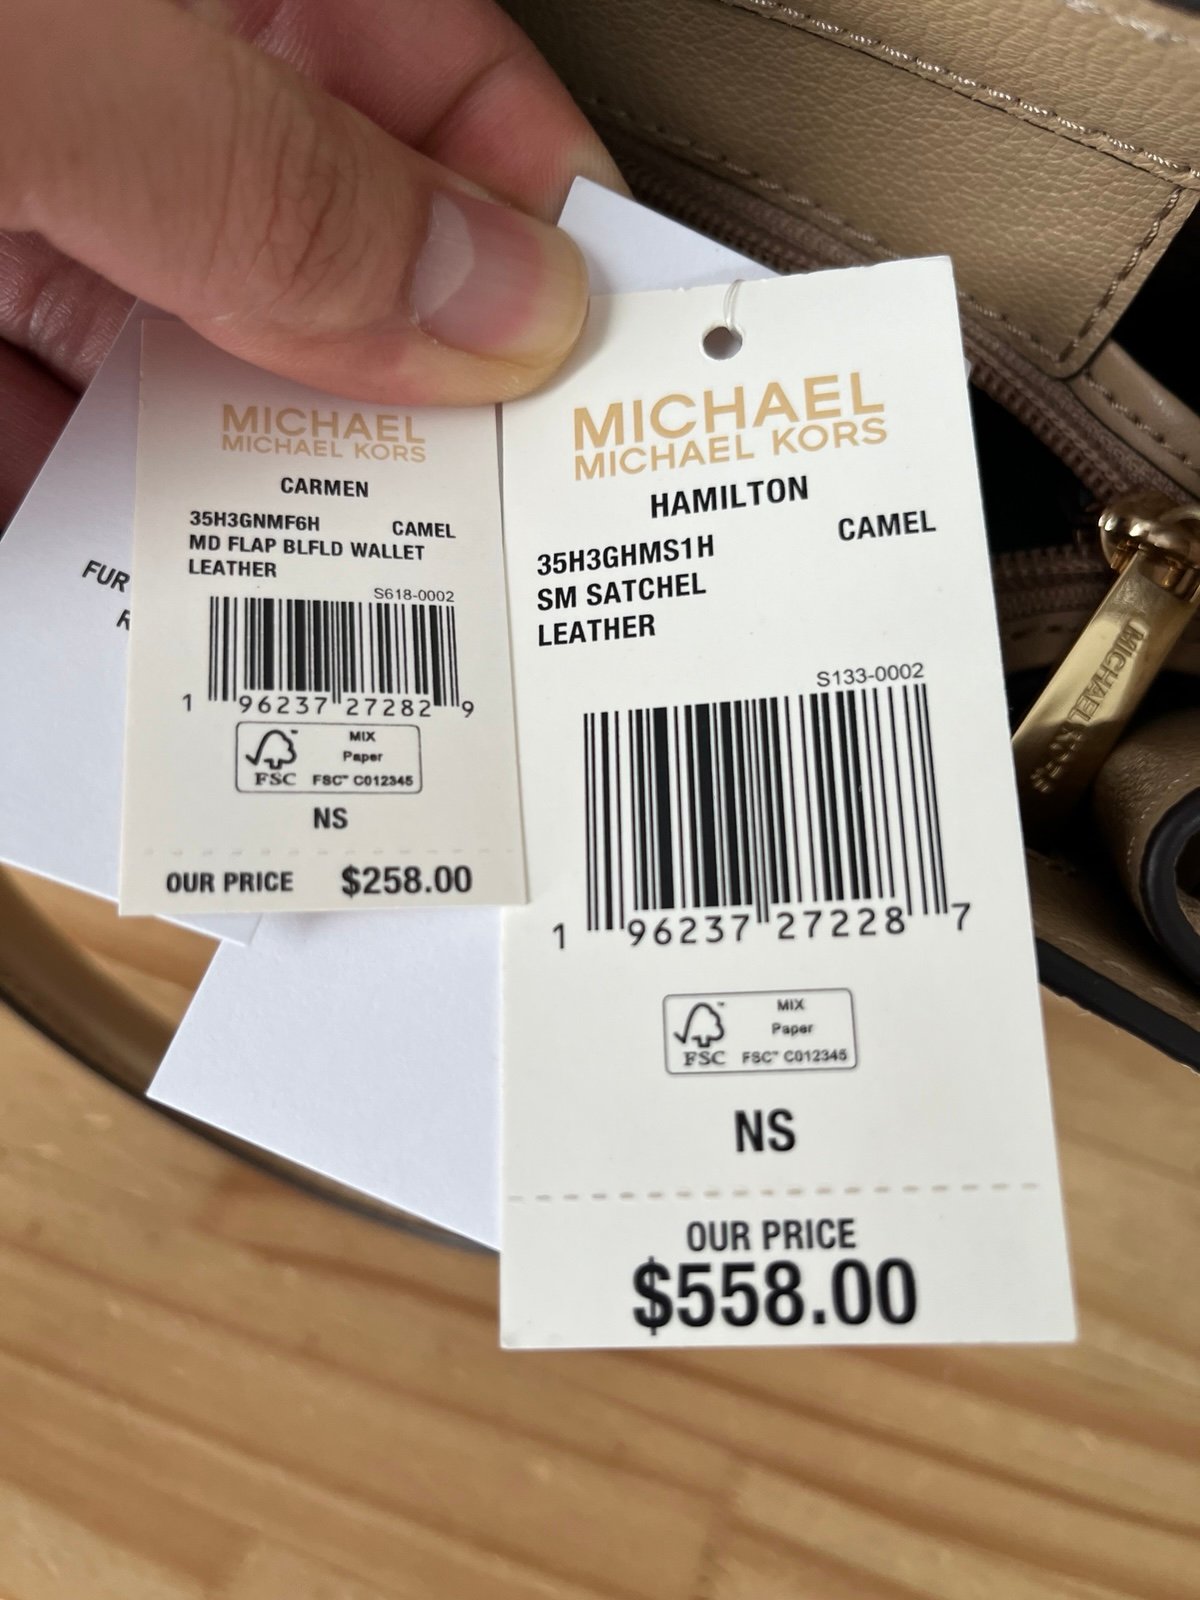 FUR
MICHAEL
MICHAEL KORS
CARMEN
35H3GNMF6H CAMEL
MD FLAP BLFLD WALLET
LEATHER
S618-0002
1 96237 27282 9
FSC
MIX
Paper
FSC™ C012345
NS
OUR PRICE $258.00
MICHAEL
MICHAEL KORS
HAMILTON
35H3GHMS1H CAMEL
SM SATCHEL
LEATHER
S133-0002
1 96237 27228 7
FSC
MIX
Paper
FSC™ C012345
NS
OUR PRICE
$558.00
MICHAEL KORS